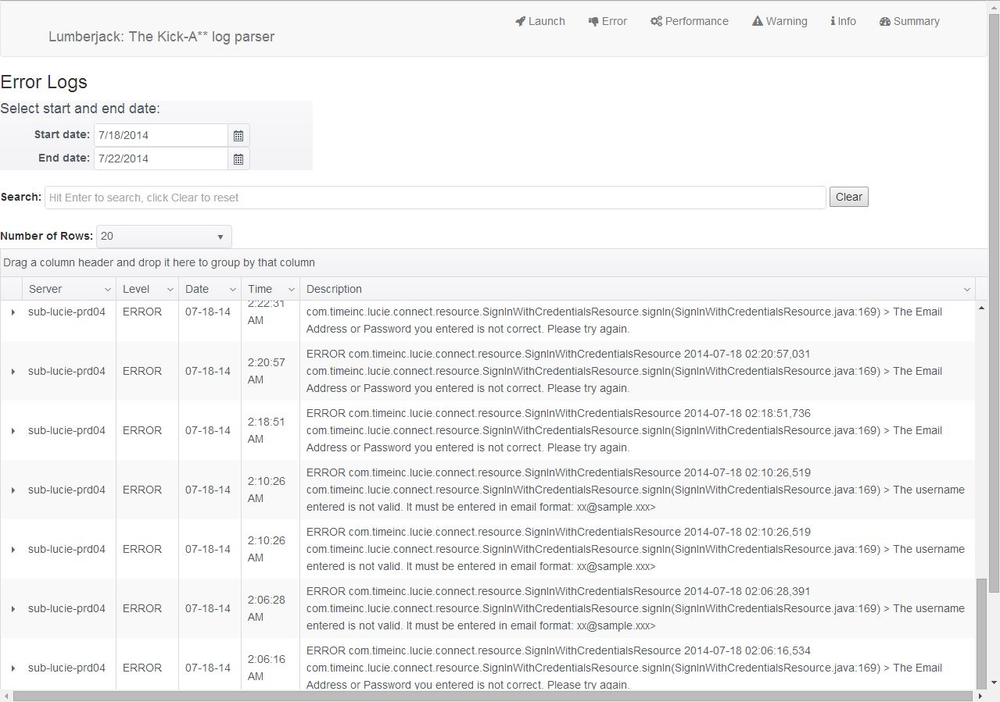 Launch Error Performance Warning Info Summary
Lumberjack: The Kick-A** log parser
Error Logs
Select start and end date:
Start date: 7/18/2014
End date: 7/22/2014
Search: Hit Enter to search, click Clear to reset Clear
Number of Rows: 20
Drag a column header and drop it here to group by that column
Server Level Date Time Description
sub-lucie-prd04 ERROR 07-18-14 2:22:31 AM
com.timeinc.lucie.connect.resource.SignInWithCredentialsResource.signIn(SignInWithCredentialsResource.java:169) > The Email
Address or Password you entered is not correct. Please try again.
sub-lucie-prd04 ERROR 07-18-14 2:20:57 AM
ERROR com.timeinc.lucie.connect.resource.SignInWithCredentialsResource 2014-07-18 02:20:57,031
com.timeinc.lucie.connect.resource.SignInWithCredentialsResource.signIn(SignInWithCredentialsResource.java:169) > The Email
Address or Password you entered is not correct. Please try again.
sub-lucie-prd04 ERROR 07-18-14 2:18:51 AM
ERROR com.timeinc.lucie.connect.resource.SignInWithCredentialsResource 2014-07-18 02:18:51,736
com.timeinc.lucie.connect.resource.SignInWithCredentialsResource.signIn(SignInWithCredentialsResource.java:169) > The Email
Address or Password you entered is not correct. Please try again.
sub-lucie-prd04 ERROR 07-18-14 2:10:26 AM
ERROR com.timeinc.lucie.connect.resource.SignInWithCredentialsResource 2014-07-18 02:10:26,519
com.timeinc.lucie.connect.resource.SignInWithCredentialsResource.signIn(SignInWithCredentialsResource.java:169) > The username
entered is not valid. It must be entered in email format: xx@sample.xxx>
sub-lucie-prd04 ERROR 07-18-14 2:10:26 AM
ERROR com.timeinc.lucie.connect.resource.SignInWithCredentialsResource 2014-07-18 02:10:26,519
com.timeinc.lucie.connect.resource.SignInWithCredentialsResource.signIn(SignInWithCredentialsResource.java:169) > The username
entered is not valid. It must be entered in email format: xx@sample.xxx>
sub-lucie-prd04 ERROR 07-18-14 2:06:28 AM
ERROR com.timeinc.lucie.connect.resource.SignInWithCredentialsResource 2014-07-18 02:06:28,391
com.timeinc.lucie.connect.resource.SignInWithCredentialsResource.signIn(SignInWithCredentialsResource.java:169) > The username
entered is not valid. It must be entered in email format: xx@sample.xxx>
sub-lucie-prd04 ERROR 07-18-14 2:06:16 AM
ERROR com.timeinc.lucie.connect.resource.SignInWithCredentialsResource 2014-07-18 02:06:16,534
com.timeinc.lucie.connect.resource.SignInWithCredentialsResource.signIn(SignInWithCredentialsResource.java:169) > The Email
Address or Password you entered is not correct. Please try again.